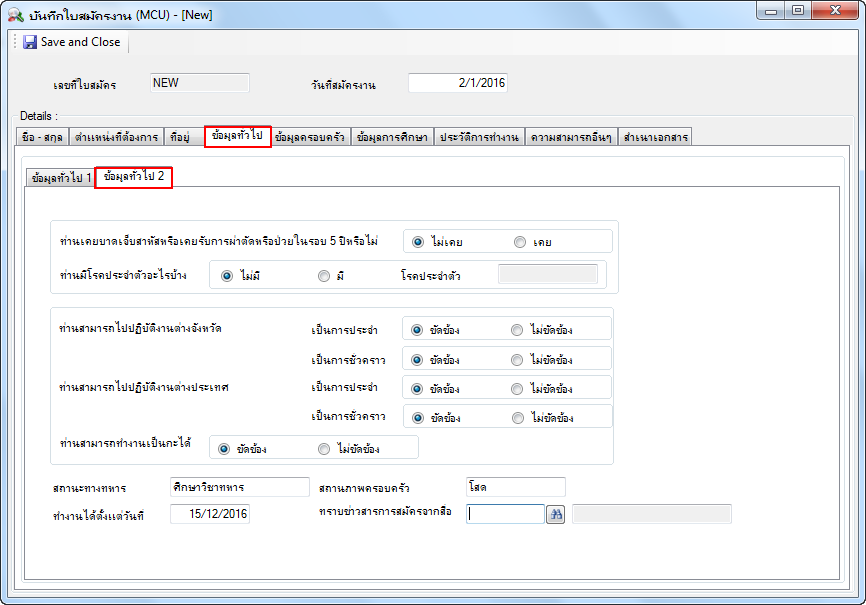 บันทึกใบสมัครงาน (MCU) - [New]
Save and Close
เลขที่ใบสมัคร NEW วันที่สมัครงาน 2/1/2016
Details :
ชื่อ - สกุล ตำแหน่งที่ต้องการ ที่อยู่ ข้อมูลทั่วไป ข้อมูลครอบครัว ข้อมูลการศึกษา ประวัติการทำงาน ความสามารถอื่นๆ สำเนาเอกสาร
ข้อมูลทั่วไป 1 ข้อมูลทั่วไป 2
ท่านเคยบาดเจ็บสาหัสหรือเคยรับการผ่าตัดหรือป่วยในรอบ 5 ปีหรือไม่ ไม่เคย เคย
ท่านมีโรคประจำตัวอะไรบ้าง ไม่มี มี โรคประจำตัว
ท่านสามารถไปปฏิบัติงานต่างจังหวัด เป็นการประจำ ขัดข้อง ไม่ขัดข้อง
เป็นการชั่วคราว ขัดข้อง ไม่ขัดข้อง
ท่านสามารถไปปฏิบัติงานต่างประเทศ เป็นการประจำ ขัดข้อง ไม่ขัดข้อง
เป็นการชั่วคราว ขัดข้อง ไม่ขัดข้อง
ท่านสามารถทำงานเป็นกะได้ ขัดข้อง ไม่ขัดข้อง
สถานะทางทหาร ศึกษาวิชาทหาร สถานภาพครอบครัว โสด
ทำงานได้ตั้งแต่วันที่ 15/12/2016 ทราบข่าวสารการสมัครจากสื่อ